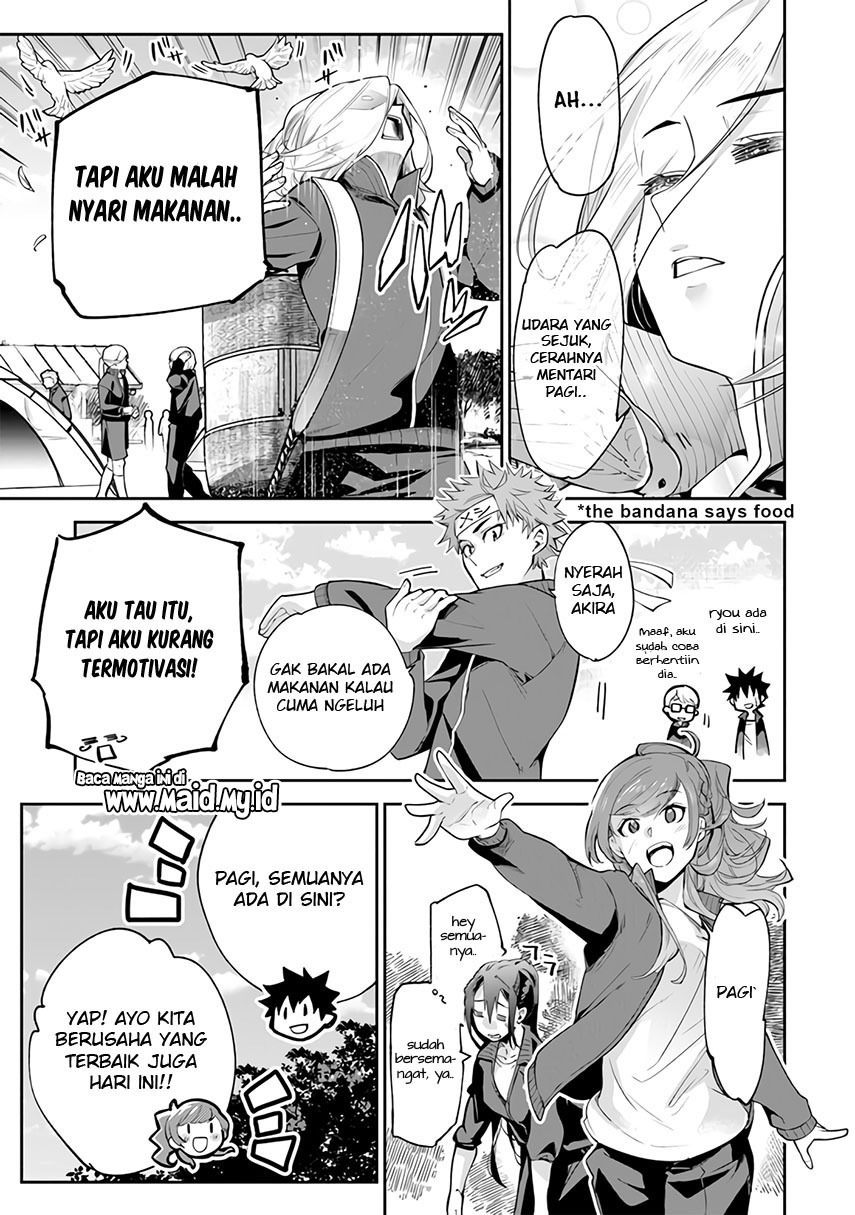 AH...
UDARA YANG
SEJUK,
CERAHNYA
MENTARI
PAGI..
TAPI AKU MALAH
NYARI MAKANAN..
*the bandana says food
NYERAH
SAJA,
AKIRA
ryou ada
di sini..
Maaf, aku
sudah coba
berhentiin
dia..
GAK BAKAL ADA
MAKANAN KALAU
CUMA NGELUH
AKU TAU ITU,
TAPI AKU KURANG
TERMOTIVASI!
Baca Manga ini di
www.Maid.my.id
PAGI
hey
semua-
nya..
sudah
bersema-
ngat, ya..
PAGI, SEMUANYA
ADA DI SINI?
YAP! AYO KITA
BERUSAHA YANG
TERBAIK JUGA
HARI INI!!